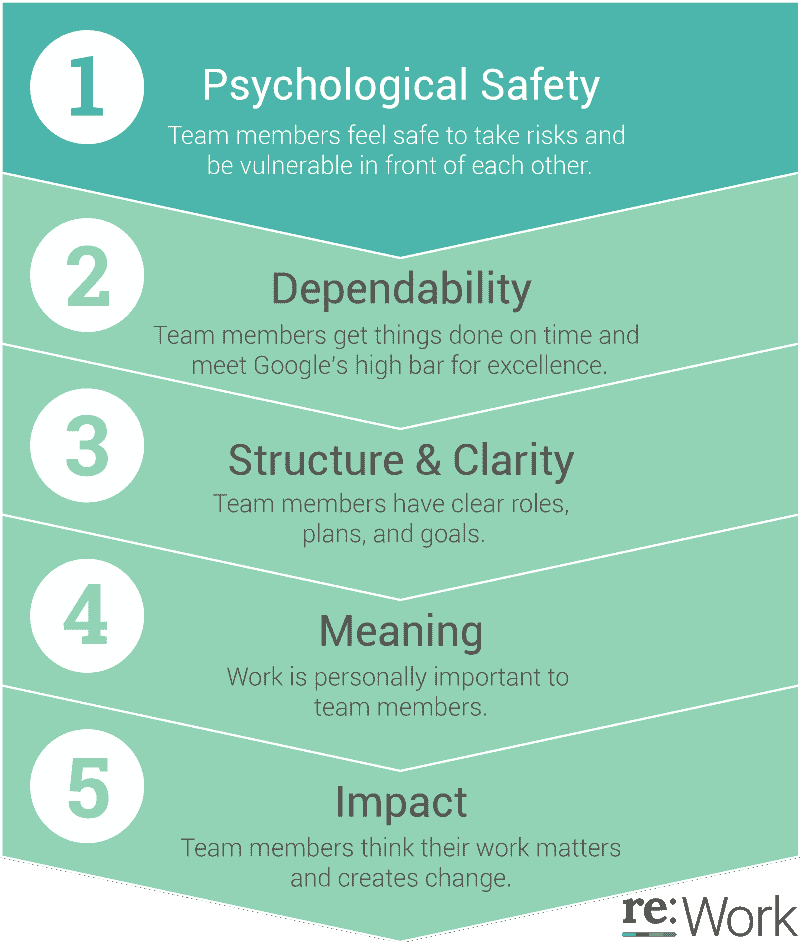 1
Psychological Safety
Team members feel safe to take risks and
be vulnerable in front of each other.
2
Dependability
Team members get things done on time and
meet Google's high bar for excellence.
3
Structure & Clarity
Team members have clear roles,
plans, and goals.
4
Meaning
Work is personally important to
team members.
5
Impact
Team members think their work matters
and creates change.
re:Work